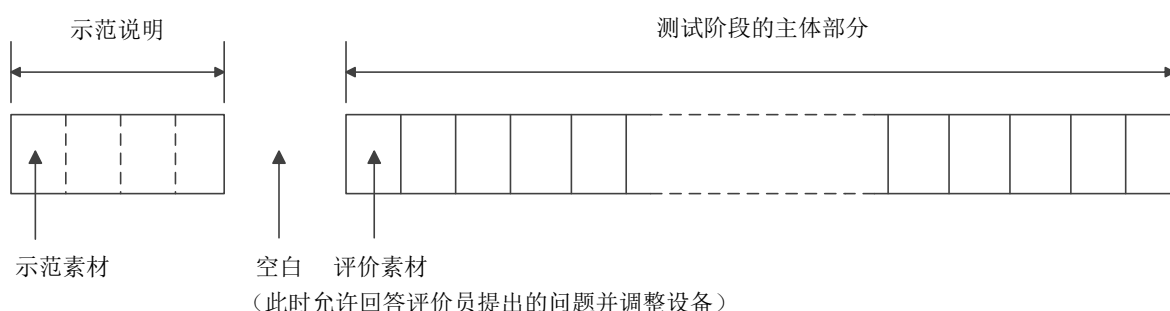 示范说明
测试阶段的主体部分
示范素材
空白
评价素材
（此时允许回答评价员提出的问题并调整设备）